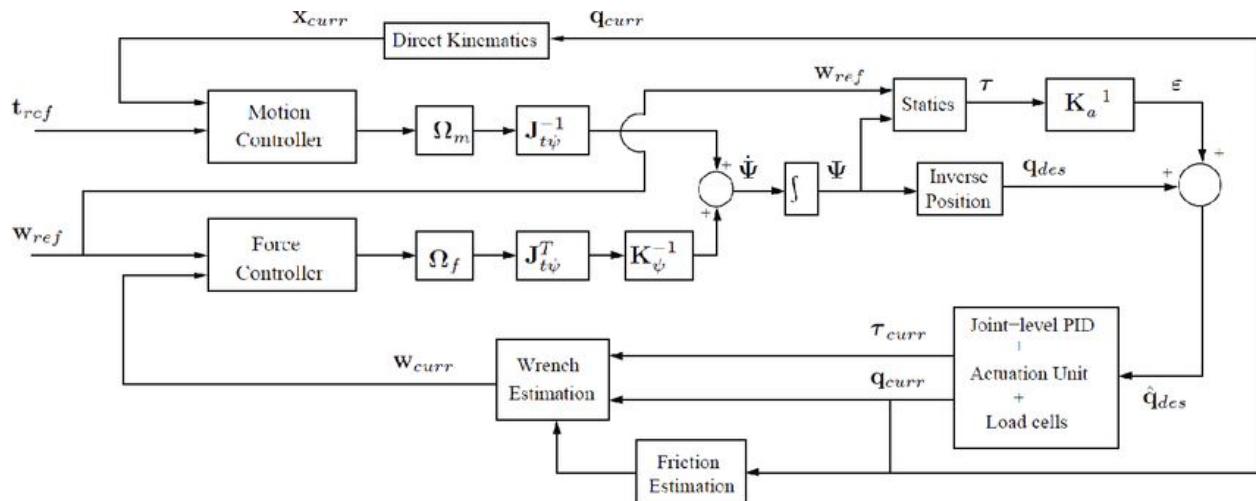 x_curr
q_curr
Direct Kinematics
w_ref
τ
ε
t_ref
Motion
Controller
Ω_m
J_tψ^-1
Statics
K_a^1
+
+
Ψ̇
∫
Ψ
Inverse
Position
q_des
+
+
w_ref
Force
Controller
Ω_f
J_tψ^T
K_ψ^-1
τ_curr
Joint-level PID
+
Actuation Unit
+
Load cells
w_curr
Wrench
Estimation
q_curr
q̂_des
Friction
Estimation